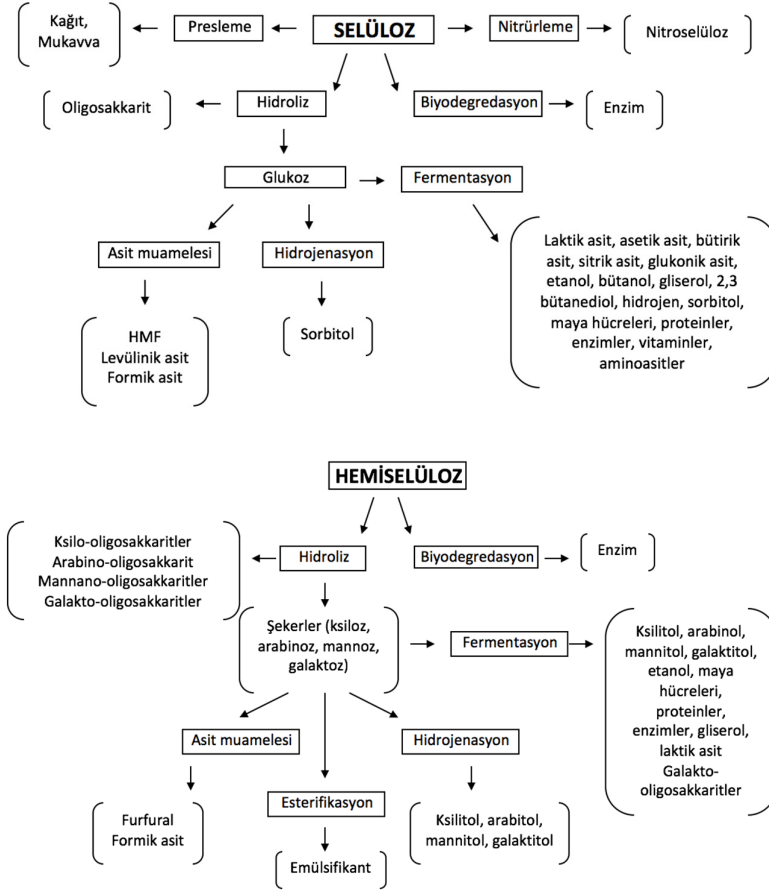 Kağıt,
Mukavva
Presleme
SELÜLOZ
Nitrürleme
Nitroselüloz
Oligosakkarit
Hidroliz
Biyodegredasyon
Enzim
Glukoz
Fermentasyon
Asit muamelesi
Hidrojenasyon
Laktik asit, asetik asit, bütirik
asit, sitrik asit, glukonik asit,
etanol, bütanol, gliserol, 2,3
bütanediol, hidrojen, sorbitol,
maya hücreleri, proteinler,
enzimler, vitaminler,
aminoasitler
HMF
Levülinik asit
Formik asit
Sorbitol
HEMİSELÜLOZ
Ksilo-oligosakkaritler
Arabino-oligosakkarit
Mannano-oligosakkaritler
Galakto-oligosakkaritler
Hidroliz
Biyodegredasyon
Enzim
Şekerler (ksiloz,
arabinoz, mannoz,
galaktoz)
Fermentasyon
Ksilitol, arabinol,
mannitol, galaktitol,
etanol, maya
hücreleri,
proteinler,
enzimler, gliserol,
laktik asit
Galakto-
oligosakkaritler
Asit muamelesi
Hidrojenasyon
Esterifikasyon
Furfural
Formik asit
Ksilitol, arabitol,
mannitol, galaktitol
Emülsifikant